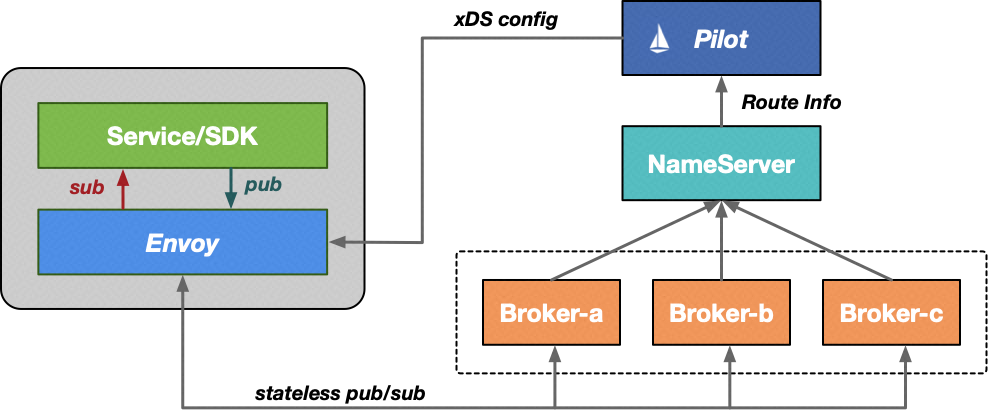 xDS config
Pilot
Route Info
Service/SDK
NameServer
sub
pub
Envoy
Broker-a
Broker-b
Broker-c
stateless pub/sub